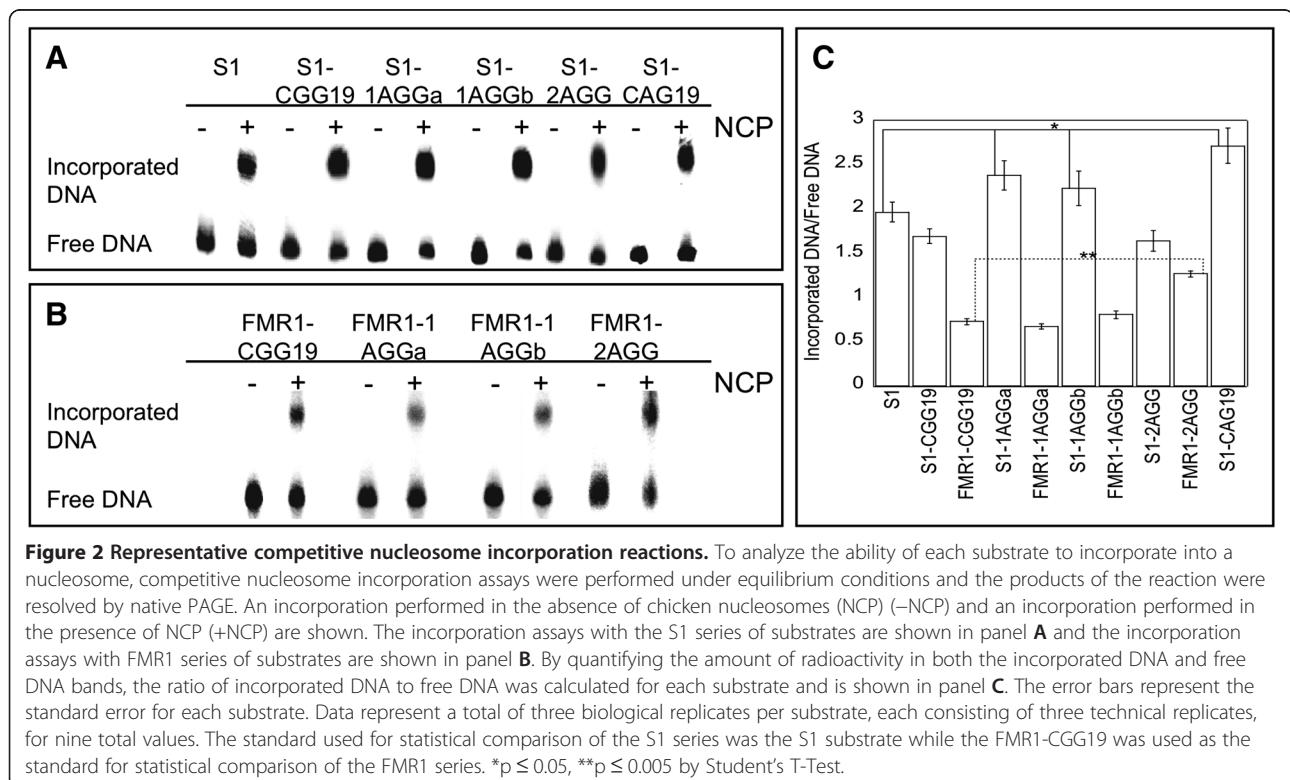 A
S1 S1- S1- S1- S1- S1-
CGG19 1AGGa 1AGGb 2AGG CAG19
- + - + - + - + - + - + NCP
Incorporated
DNA
Free DNA
B
FMR1- FMR1-1 FMR1-1 FMR1-
CGG19 AGGa AGGb 2AGG
- + - + - + - + NCP
Incorporated
DNA
Free DNA
C
Incorporated DNA/Free DNA
3
2.5
2
1.5
1
0.5
0
*
**
S1
S1-CGG19
FMR1-CGG19
S1-1AGGa
FMR1-1AGGa
S1-1AGGb
FMR1-1AGGb
S1-2AGG
FMR1-2AGG
S1-CAG19
Figure 2 Representative competitive nucleosome incorporation reactions. To analyze the ability of each substrate to incorporate into a
nucleosome, competitive nucleosome incorporation assays were performed under equilibrium conditions and the products of the reaction were
resolved by native PAGE. An incorporation performed in the absence of chicken nucleosomes (NCP) (−NCP) and an incorporation performed in
the presence of NCP (+NCP) are shown. The incorporation assays with the S1 series of substrates are shown in panel A and the incorporation
assays with FMR1 series of substrates are shown in panel B. By quantifying the amount of radioactivity in both the incorporated DNA and free
DNA bands, the ratio of incorporated DNA to free DNA was calculated for each substrate and is shown in panel C. The error bars represent the
standard error for each substrate. Data represent a total of three biological replicates per substrate, each consisting of three technical replicates,
for nine total values. The standard used for statistical comparison of the S1 series was the S1 substrate while the FMR1-CGG19 was used as the
standard for statistical comparison of the FMR1 series. *p ≤ 0.05, **p ≤ 0.005 by Student's T-Test.